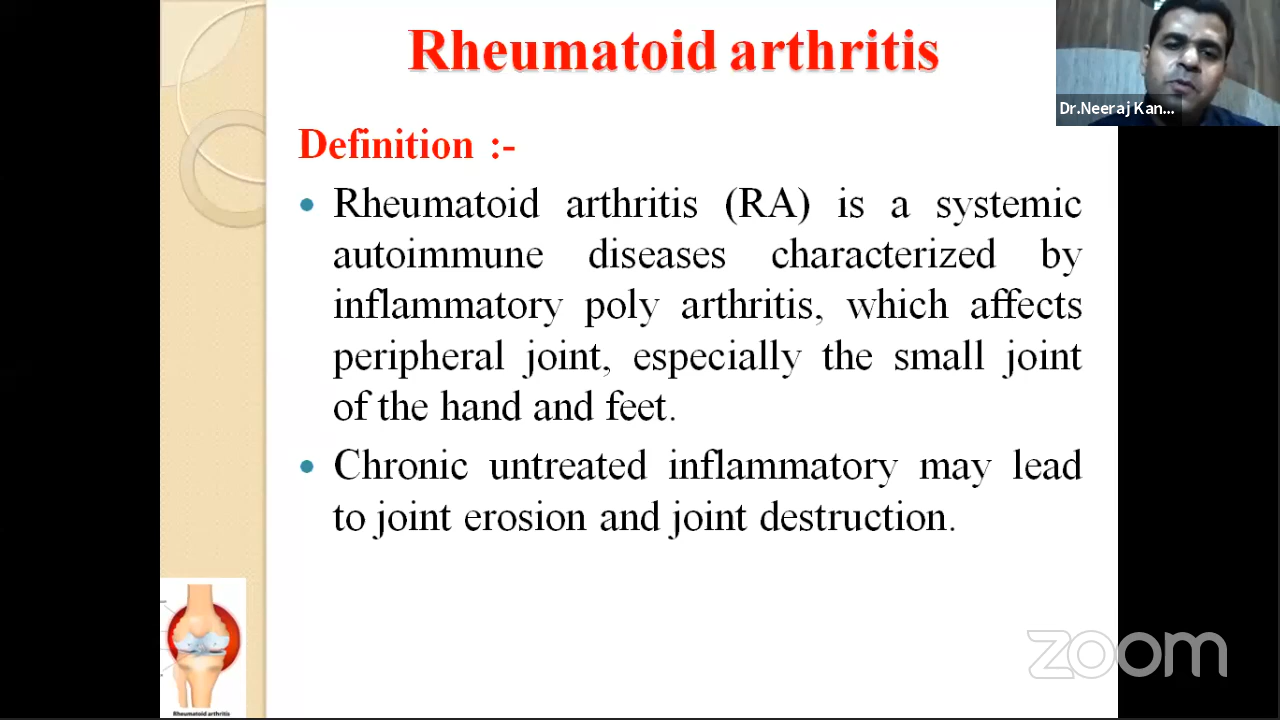 Rheumatoid arthritis
Dr.Neeraj Kan...
Definition :-
Rheumatoid arthritis (RA) is a systemic
autoimmune diseases characterized by
inflammatory poly arthritis, which affects
peripheral joint, especially the small joint
of the hand and feet.
Chronic untreated inflammatory may lead
to joint erosion and joint destruction.
Rheumatoid arthritis
zoom